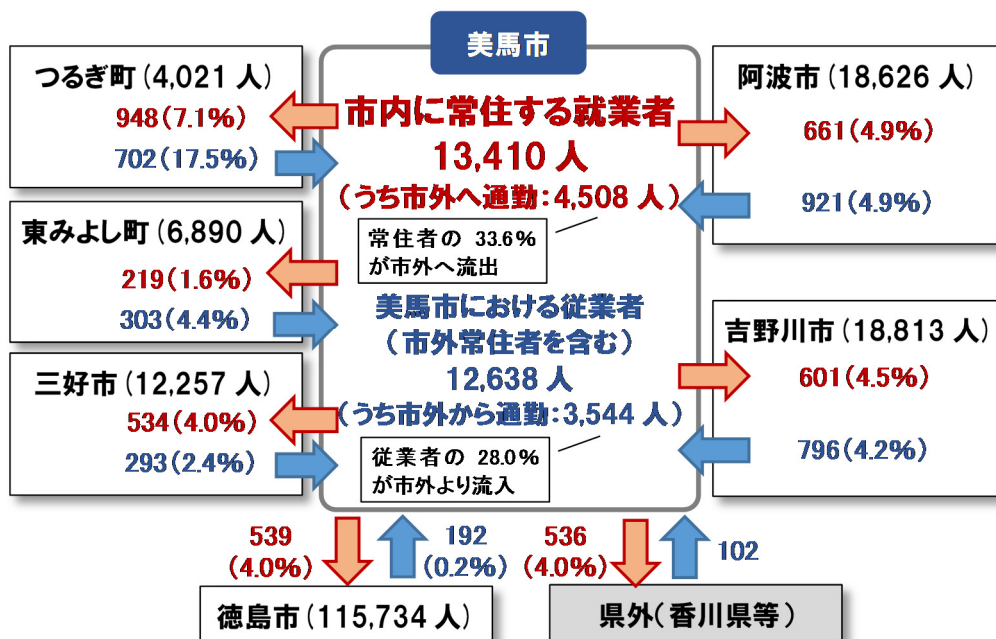 美馬市
つるぎ町(4,021 人)
948(7.1%)
702(17.5%)
東みよし町(6,890 人)
219(1.6%)
303(4.4%)
三好市(12,257 人)
534(4.0%)
293(2.4%)
市内に常住する就業者
13,410 人
(うち市外へ通勤:4,508 人)
常住者の 33.6%
が市外へ流出
美馬市における従業者
(市外常住者を含む)
12,638 人
(うち市外から通勤:3,544 人)
従業者の 28.0%
が市外より流入
阿波市(18,626 人)
661(4.9%)
921(4.9%)
吉野川市(18,813 人)
601(4.5%)
796(4.2%)
539
(4.0%)
192
(0.2%)
536
(4.0%)
102
徳島市(115,734 人)
県外(香川県等)